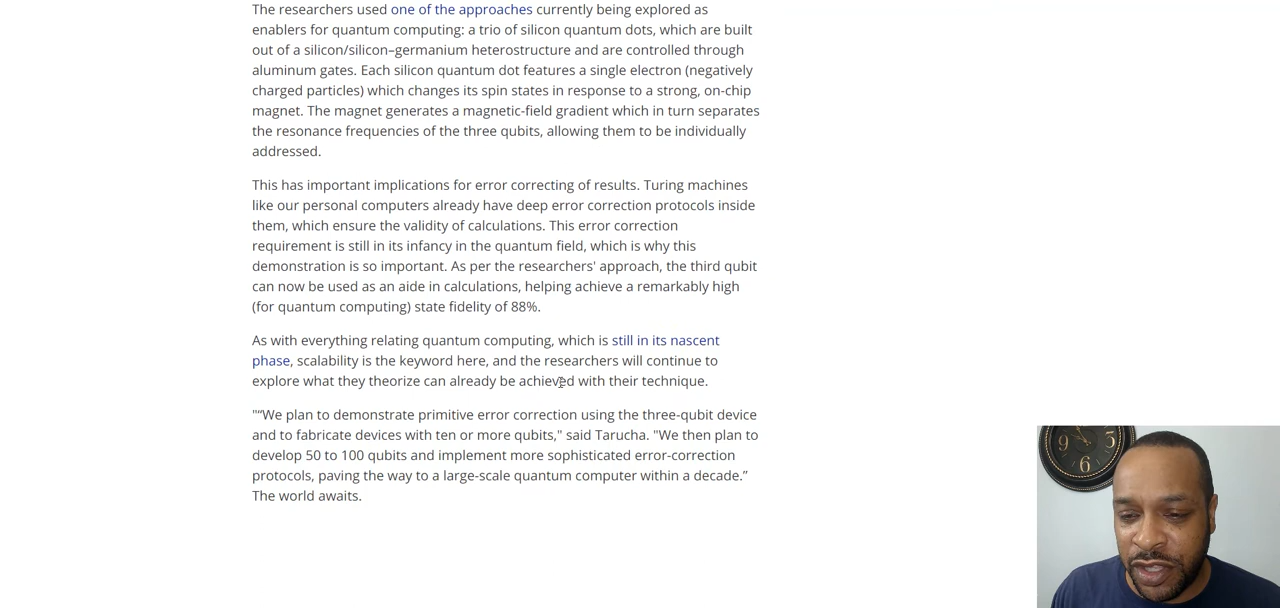 The researchers used one of the approaches currently being explored as
enablers for quantum computing: a trio of silicon quantum dots, which are built
out of a silicon/silicon–germanium heterostructure and are controlled through
aluminum gates. Each silicon quantum dot features a single electron (negatively
charged particles) which changes its spin states in response to a strong, on-chip
magnet. The magnet generates a magnetic-field gradient which in turn separates
the resonance frequencies of the three qubits, allowing them to be individually
addressed.
This has important implications for error correcting of results. Turing machines
like our personal computers already have deep error correction protocols inside
them, which ensure the validity of calculations. This error correction
requirement is still in its infancy in the quantum field, which is why this
demonstration is so important. As per the researchers' approach, the third qubit
can now be used as an aide in calculations, helping achieve a remarkably high
(for quantum computing) state fidelity of 88%.
As with everything relating quantum computing, which is still in its nascent
phase, scalability is the keyword here, and the researchers will continue to
explore what they theorize can already be achieved with their technique.
"“We plan to demonstrate primitive error correction using the three-qubit device
and to fabricate devices with ten or more qubits," said Tarucha. "We then plan to
develop 50 to 100 qubits and implement more sophisticated error-correction
protocols, paving the way to a large-scale quantum computer within a decade.”
The world awaits.
5
6